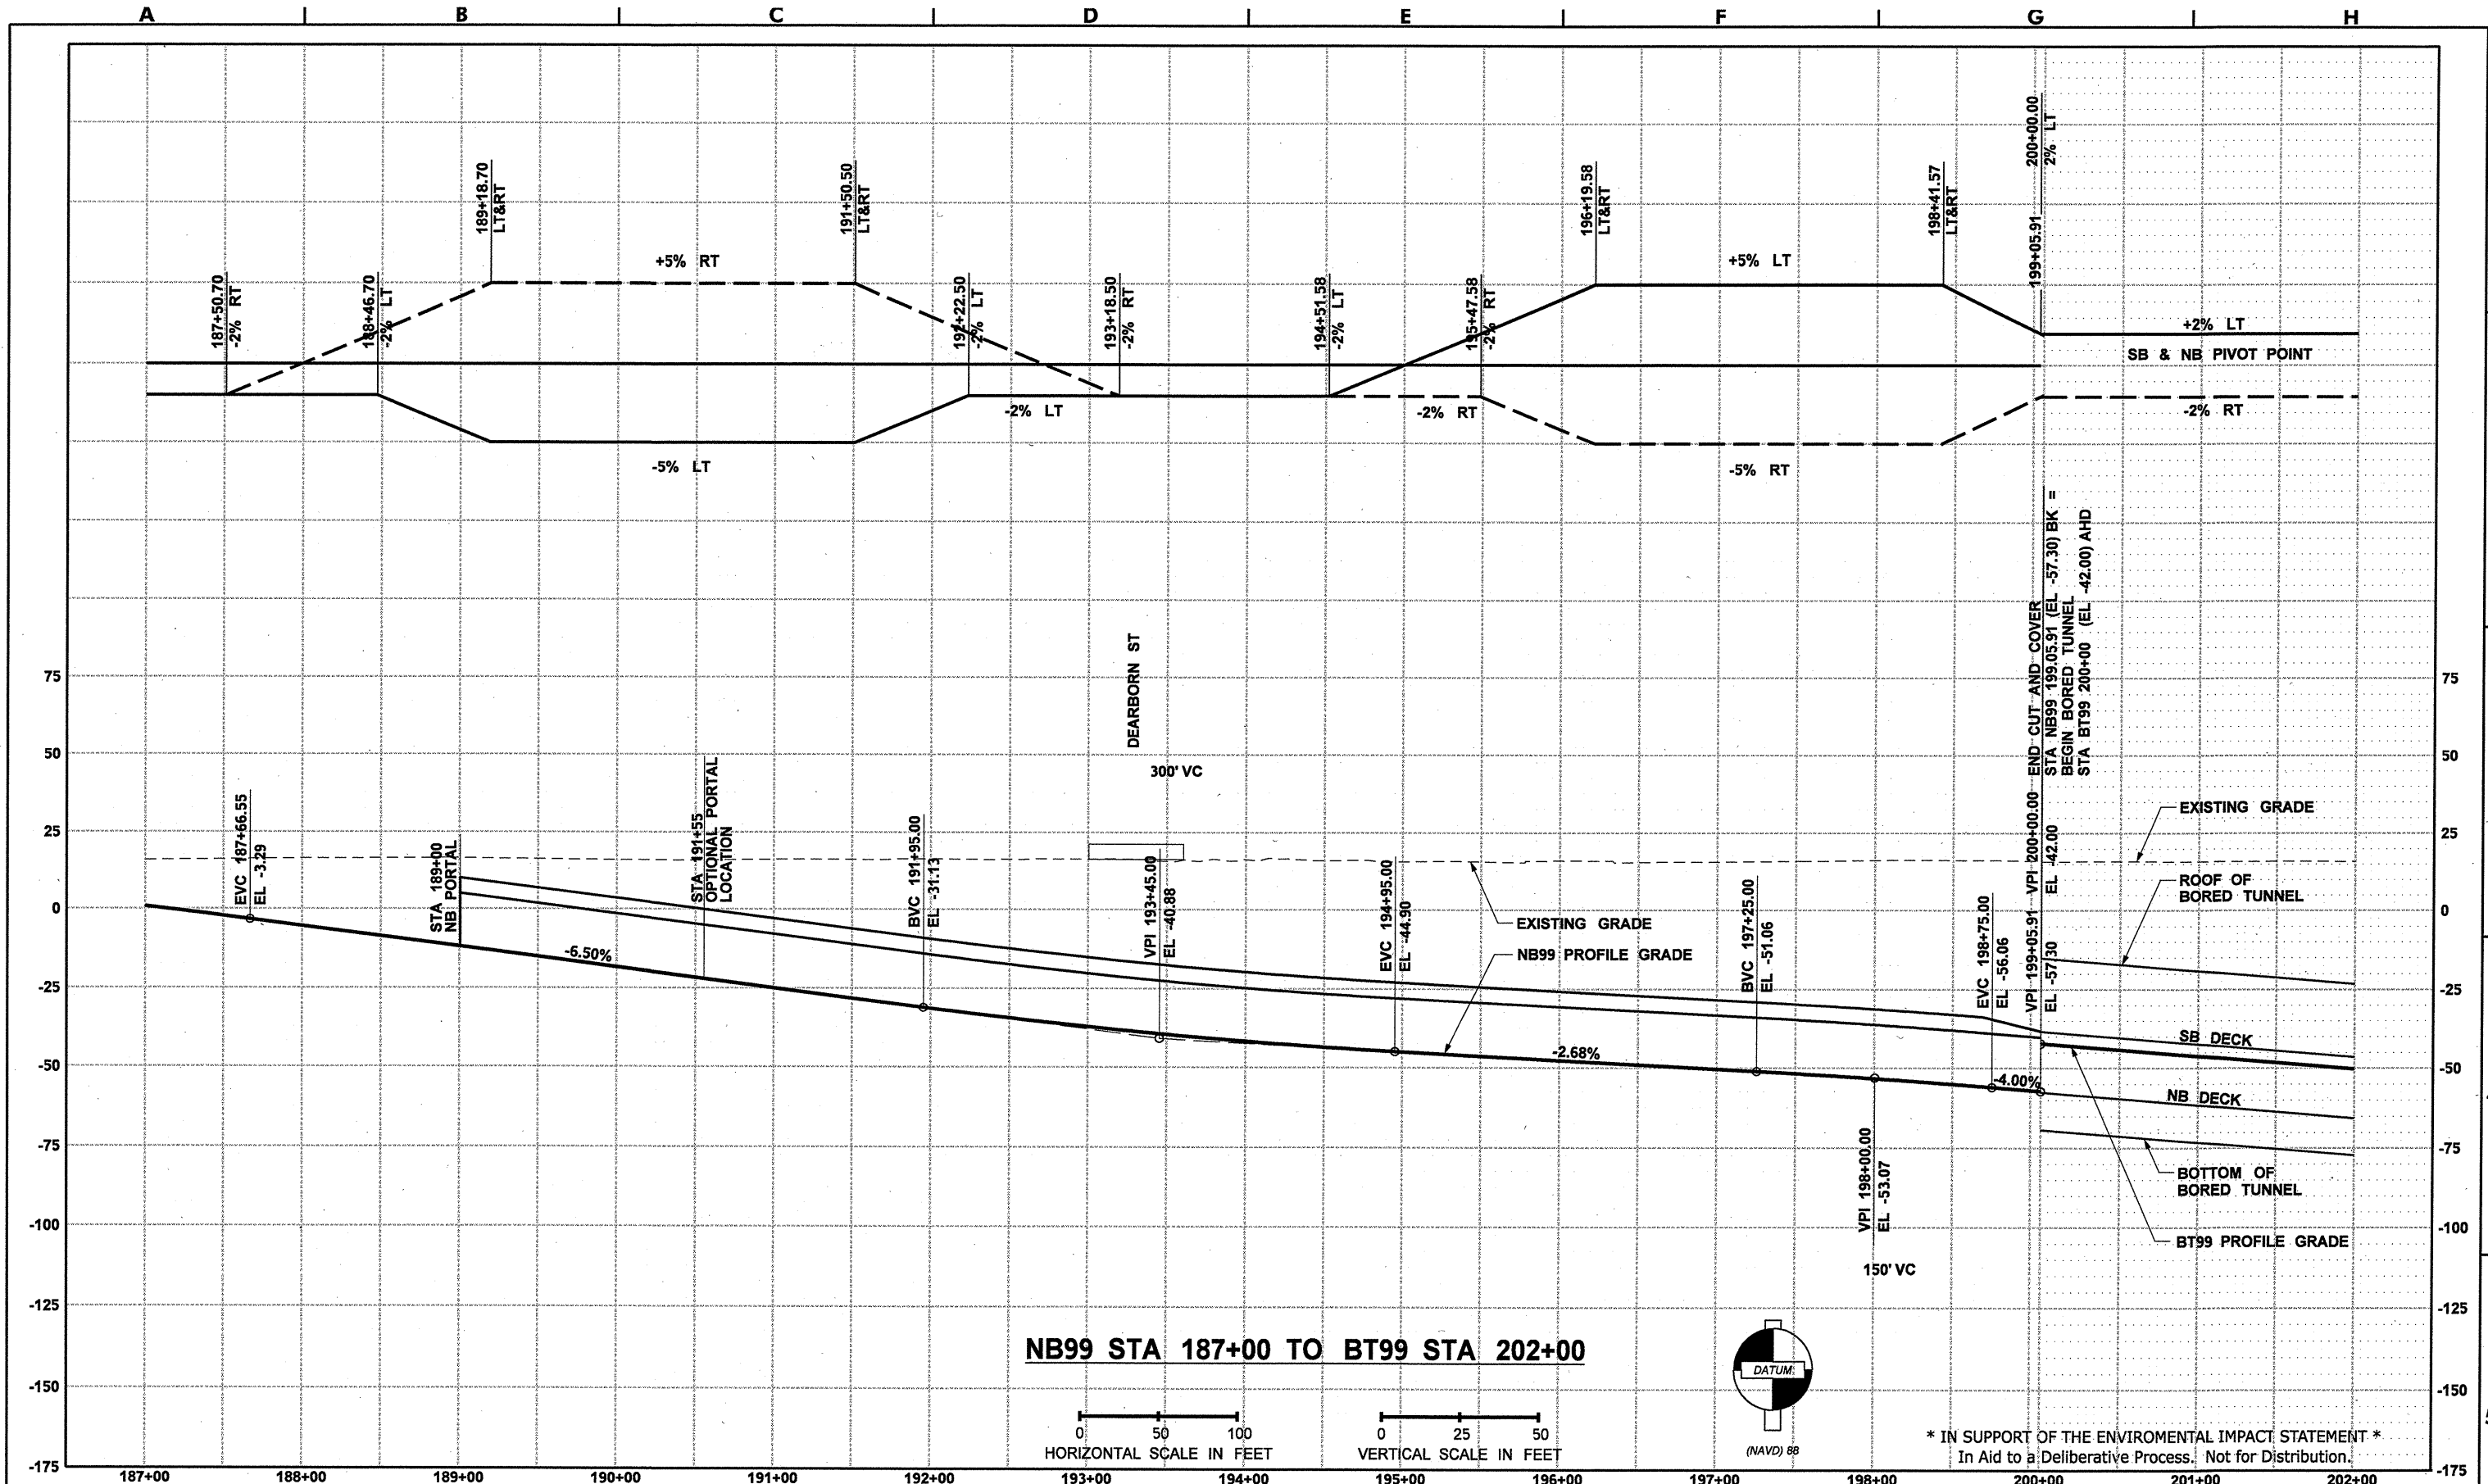 A B C D E F G H
187+50.70
-2% RT
188+46.70
-2% LT
189+18.70
LT&RT
+5% RT
-5% LT
191+50.50
LT&RT
192+22.50
-2% LT
-2% LT
193+18.50
-2% RT
194+51.58
-2% LT
-2% RT
195+47.58
-2% RT
196+19.58
LT&RT
+5% LT
-5% RT
198+41.57
LT&RT
199+05.91 200+00.00
2% LT
+2% LT
SB & NB PIVOT POINT
-2% RT
END CUT AND COVER
STA NB99 199.05.91 (EL -57.30) BK =
BEGIN BORED TUNNEL
STA BT99 200+00 (EL -42.00) AHD
75 75
50 50
25 25
0 0
-25 -25
-50 -50
-75 -75
-100 -100
-125 -125
-150 -150
-175 -175
EVC 187+66.55
EL -3.29
STA 189+00
NB PORTAL
-6.50%
STA 191+55
OPTIONAL PORTAL
LOCATION
BVC 191+95.00
EL -31.13
DEARBORN ST
300' VC
VPI 193+45.00
EL -40.88
EVC 194+95.00
EL -44.90
EXISTING GRADE
NB99 PROFILE GRADE
-2.68%
BVC 197+25.00
EL -51.06
VPI 198+00.00
EL -53.07
150' VC
EVC 198+75.00
EL -56.06
-4.00%
VPI 199+05.91 VPI 200+00.00
EL -57.30 EL -42.00
EXISTING GRADE
ROOF OF
BORED TUNNEL
SB DECK
NB DECK
BOTTOM OF
BORED TUNNEL
BT99 PROFILE GRADE
NB99 STA 187+00 TO BT99 STA 202+00
0 50 100
HORIZONTAL SCALE IN FEET
0 25 50
VERTICAL SCALE IN FEET
DATUM
(NAVD) 88
* IN SUPPORT OF THE ENVIROMENTAL IMPACT STATEMENT *
In Aid to a Deliberative Process. Not for Distribution.
187+00 188+00 189+00 190+00 191+00 192+00 193+00 194+00 195+00 196+00 197+00 198+00 200+00 201+00 202+00